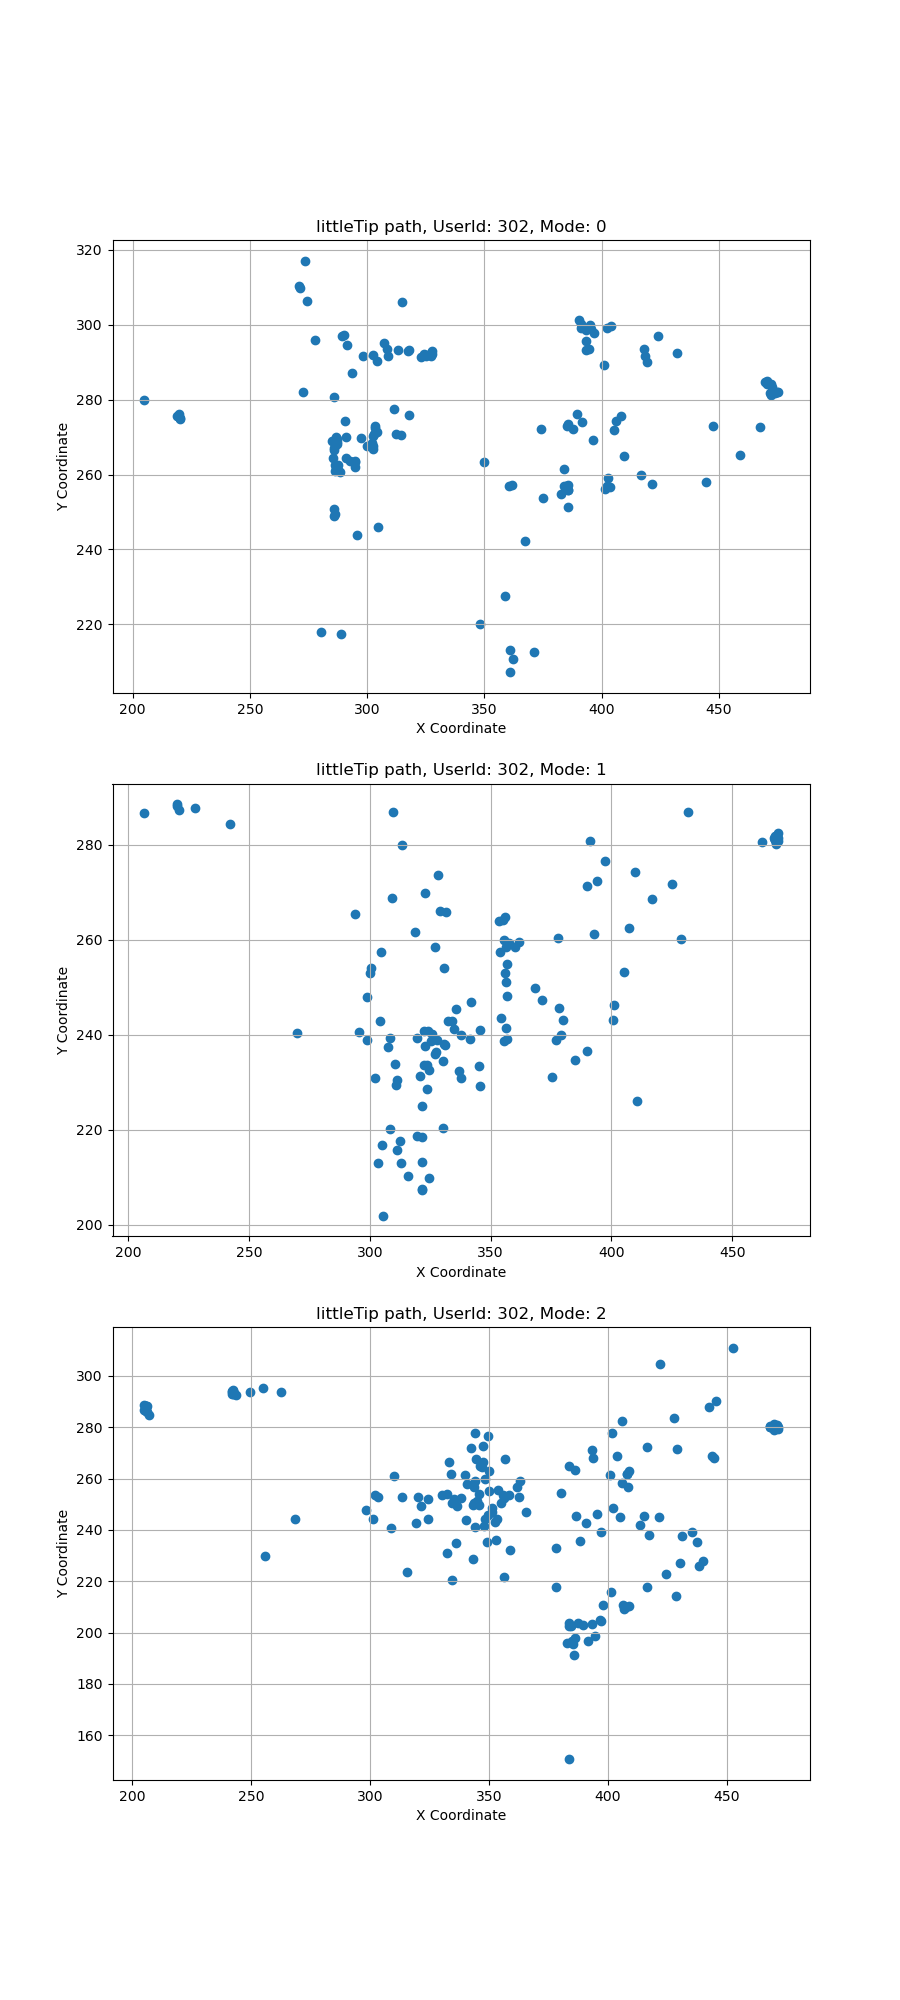 littleTip path, UserId: 302, Mode: 0
320
300
280
260
240
220
Y Coordinate
200 250 300 350 400 450
X Coordinate
littleTip path, UserId: 302, Mode: 1
280
260
240
220
200
Y Coordinate
200 250 300 350 400 450
X Coordinate
littleTip path, UserId: 302, Mode: 2
300
280
260
240
220
200
180
160
Y Coordinate
200 250 300 350 400 450
X Coordinate